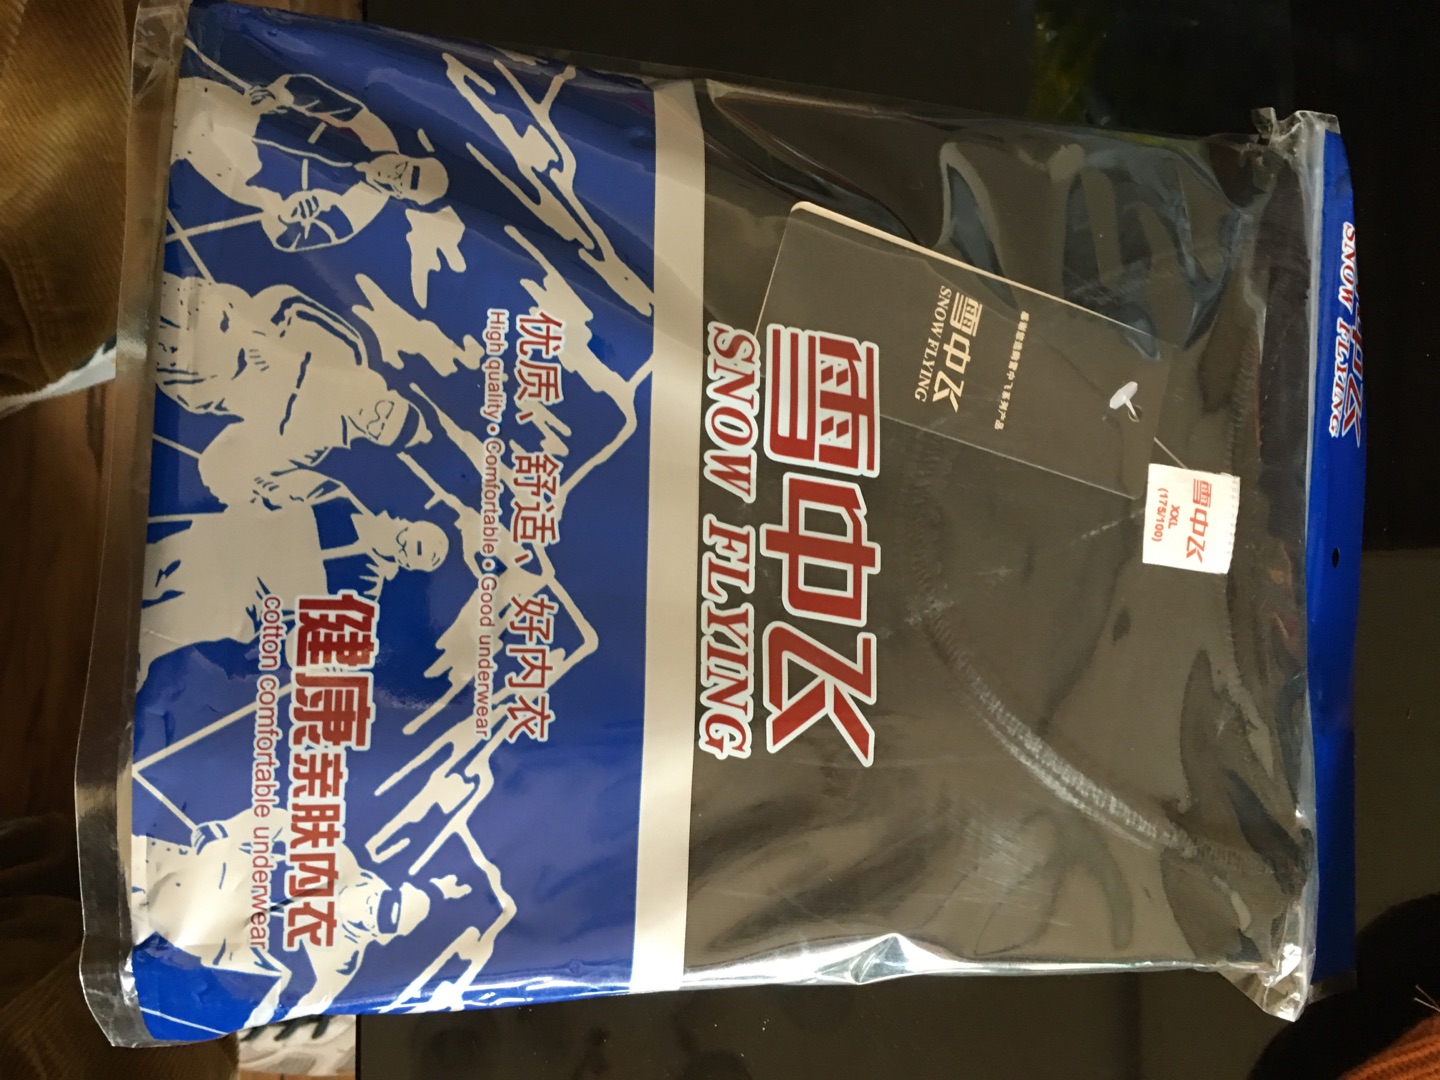 SNOW FLYING
雪中飞
XXL
(175/100)
雪中飞
SNOW FLYING
雪中飞
SNOW FLYING
优质、舒适、好内衣
High quality•Comfortable•Good underwear
健康亲肤内衣
cotton comfortable underwear